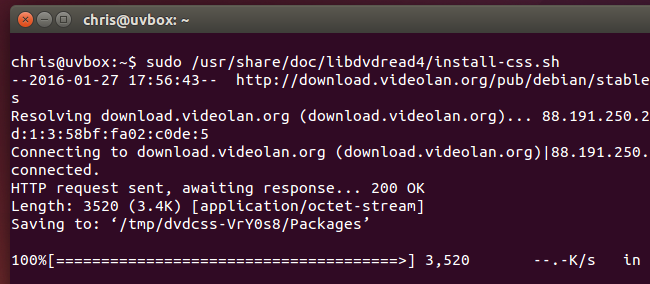 chris@uvbox: ~
chris@uvbox:~$ sudo /usr/share/doc/libdvdread4/install-css.sh
--2016-01-27 17:56:43--  http://download.videolan.org/pub/debian/stable
s
Resolving download.videolan.org (download.videolan.org)... 88.191.250.2
d:1:3:58bf:fa02:c0de:5
Connecting to download.videolan.org (download.videolan.org)|88.191.250.
connected.
HTTP request sent, awaiting response... 200 OK
Length: 3520 (3.4K) [application/octet-stream]
Saving to: ‘/tmp/dvdcss-VrY0s8/Packages’
100%[======================================>] 3,520       --.-K/s   in